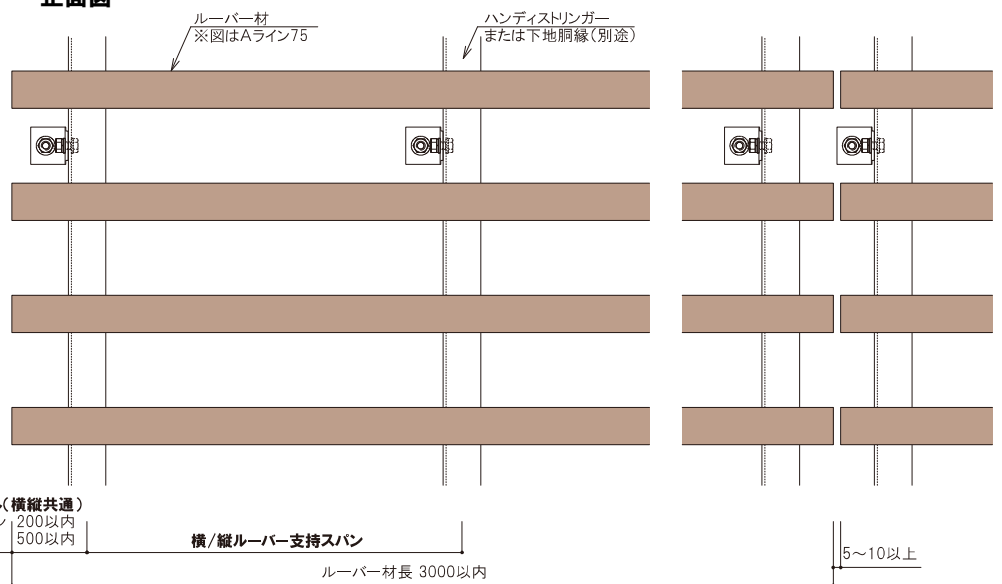 正面図
ルーバー材
※図はAライン75
ハンディストリンガー
または下地胴縁(別途)
(横縦共通)
200以内
500以内
横/縦ルーバー支持スパン
5〜10以上
ルーバー材長 3000以内